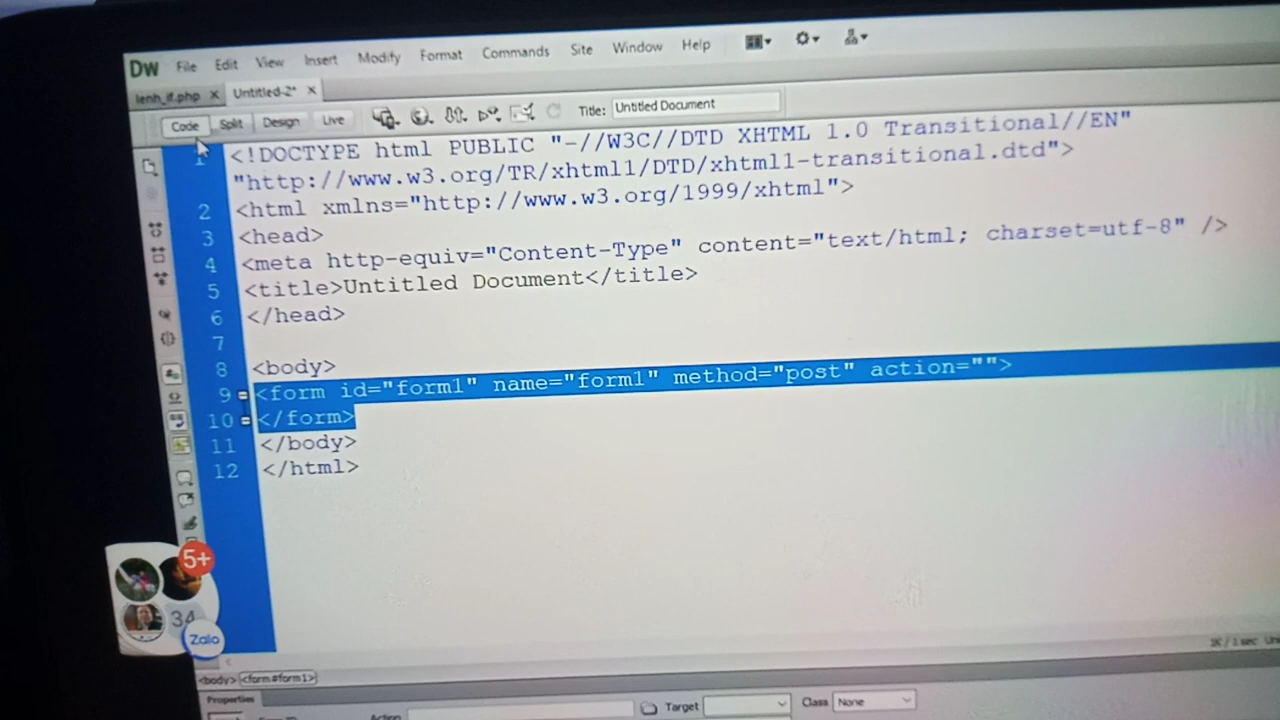 Dw File Edit View Insert Modify Format Commands Site Window Help
lenh_if.php × Untitled-2* ×
Code Split Design Live Title: Untitled Document
1 <!DOCTYPE html PUBLIC "-//W3C//DTD XHTML 1.0 Transitional//EN"
"http://www.w3.org/TR/xhtml1/DTD/xhtml1-transitional.dtd">
2 <html xmlns="http://www.w3.org/1999/xhtml">
3 <head>
4 <meta http-equiv="Content-Type" content="text/html; charset=utf-8" />
5 <title>Untitled Document</title>
6 </head>
7
8 <body>
9 <form id="form1" name="form1" method="post" action="">
10 </form>
11 </body>
12 </html>
5+
34
Zalo
1K / 1 sec
<body> <form#form1>
Properties
Action Target Class None